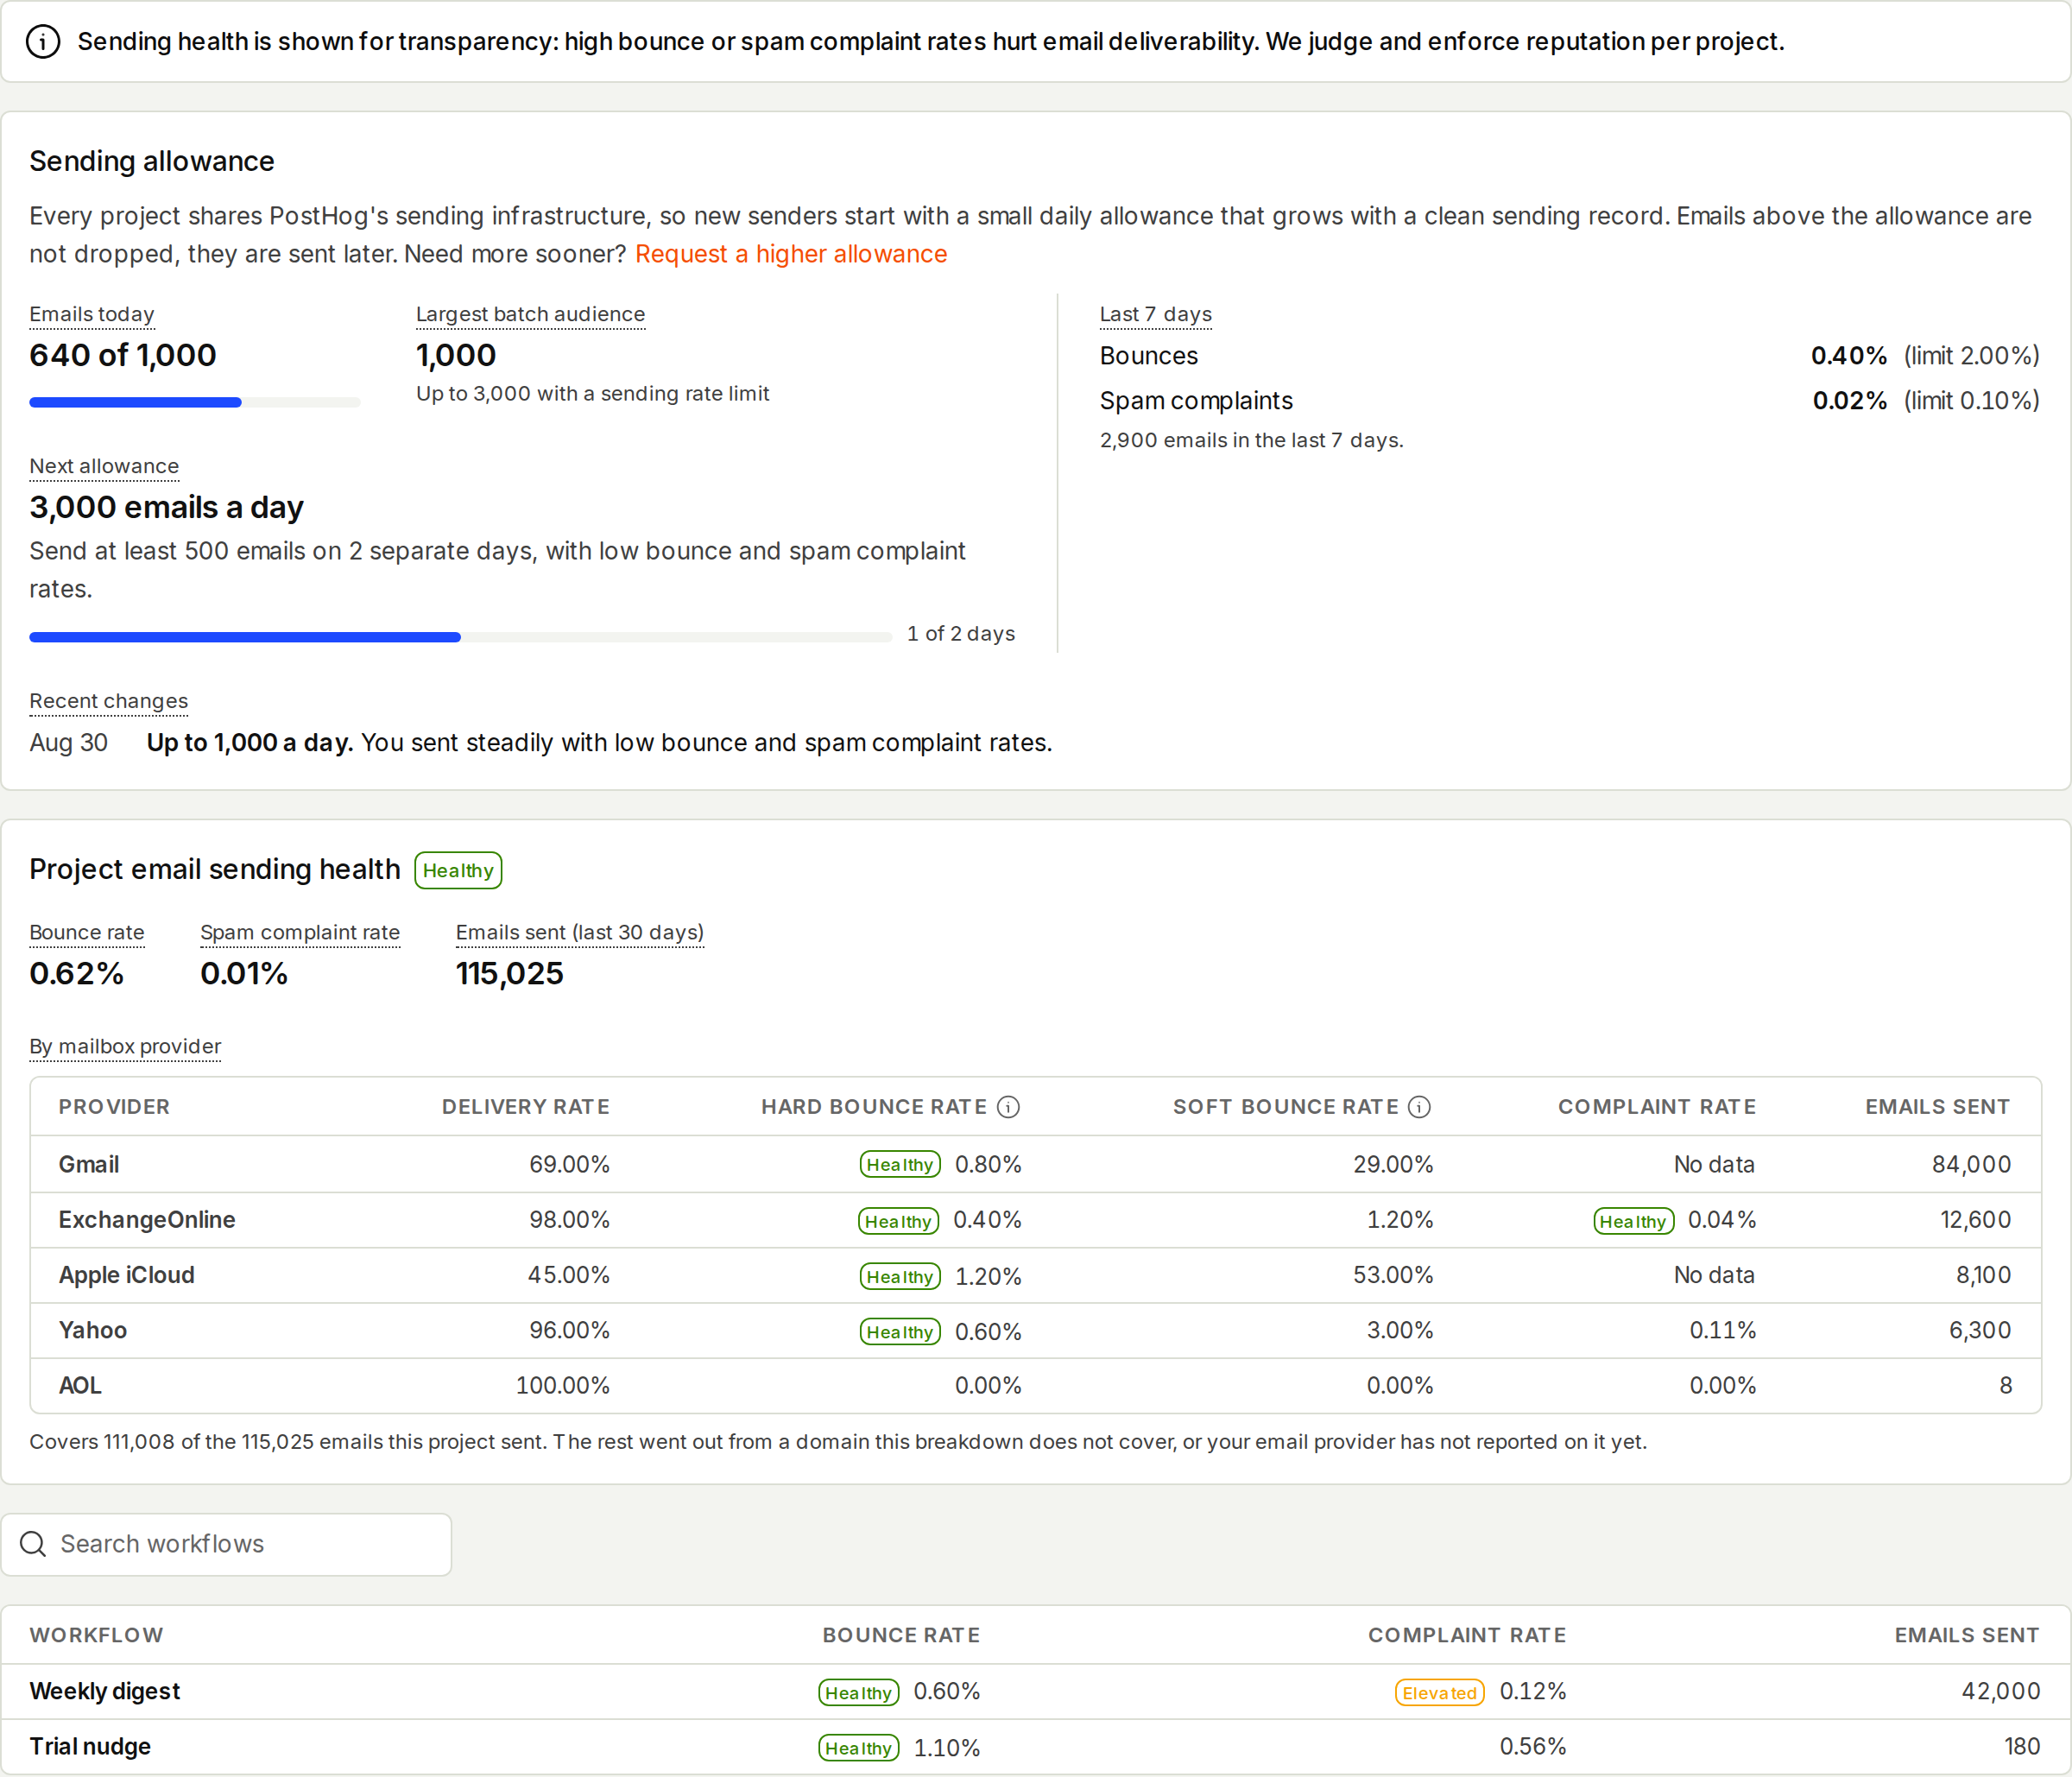 Sending health is shown for transparency: high bounce or spam complaint rates hurt email deliverability. We judge and enforce reputation per project.
Sending allowance
Every project shares PostHog's sending infrastructure, so new senders start with a small daily allowance that grows with a clean sending record. Emails above the allowance are
not dropped, they are sent later. Need more sooner? Request a higher allowance
Emails today
640 of 1,000
Largest batch audience
1,000
Up to 3,000 with a sending rate limit
Next allowance
3,000 emails a day
Send at least 500 emails on 2 separate days, with low bounce and spam complaint
rates.
1 of 2 days
Last 7 days
Bounces 0.40% (limit 2.00%)
Spam complaints 0.02% (limit 0.10%)
2,900 emails in the last 7 days.
Recent changes
Aug 30 Up to 1,000 a day. You sent steadily with low bounce and spam complaint rates.
Project email sending health Healthy
Bounce rate Spam complaint rate Emails sent (last 30 days)
0.62% 0.01% 115,025
By mailbox provider
PROVIDER DELIVERY RATE HARD BOUNCE RATE SOFT BOUNCE RATE COMPLAINT RATE EMAILS SENT
Gmail 69.00% Healthy 0.80% 29.00% No data 84,000
ExchangeOnline 98.00% Healthy 0.40% 1.20% Healthy 0.04% 12,600
Apple iCloud 45.00% Healthy 1.20% 53.00% No data 8,100
Yahoo 96.00% Healthy 0.60% 3.00% 0.11% 6,300
AOL 100.00% 0.00% 0.00% 0.00% 8
Covers 111,008 of the 115,025 emails this project sent. The rest went out from a domain this breakdown does not cover, or your email provider has not reported on it yet.
Search workflows
WORKFLOW BOUNCE RATE COMPLAINT RATE EMAILS SENT
Weekly digest Healthy 0.60% Elevated 0.12% 42,000
Trial nudge Healthy 1.10% 0.56% 180